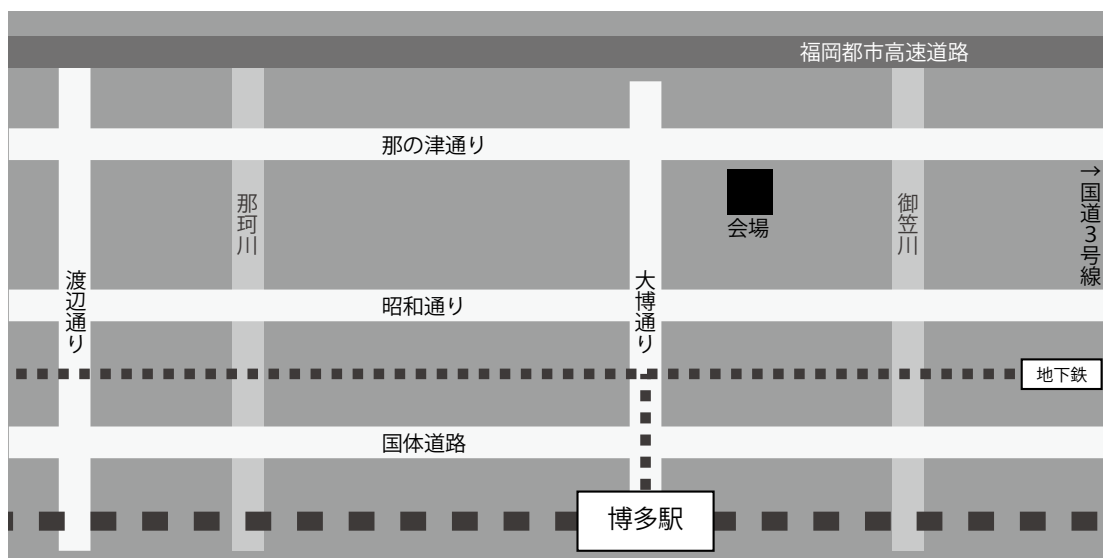 福岡都市高速道路
那の津通り
→国道3号線
那珂川
御笠川
会場
渡辺通り
大博通り
昭和通り
地下鉄
国体道路
博多駅